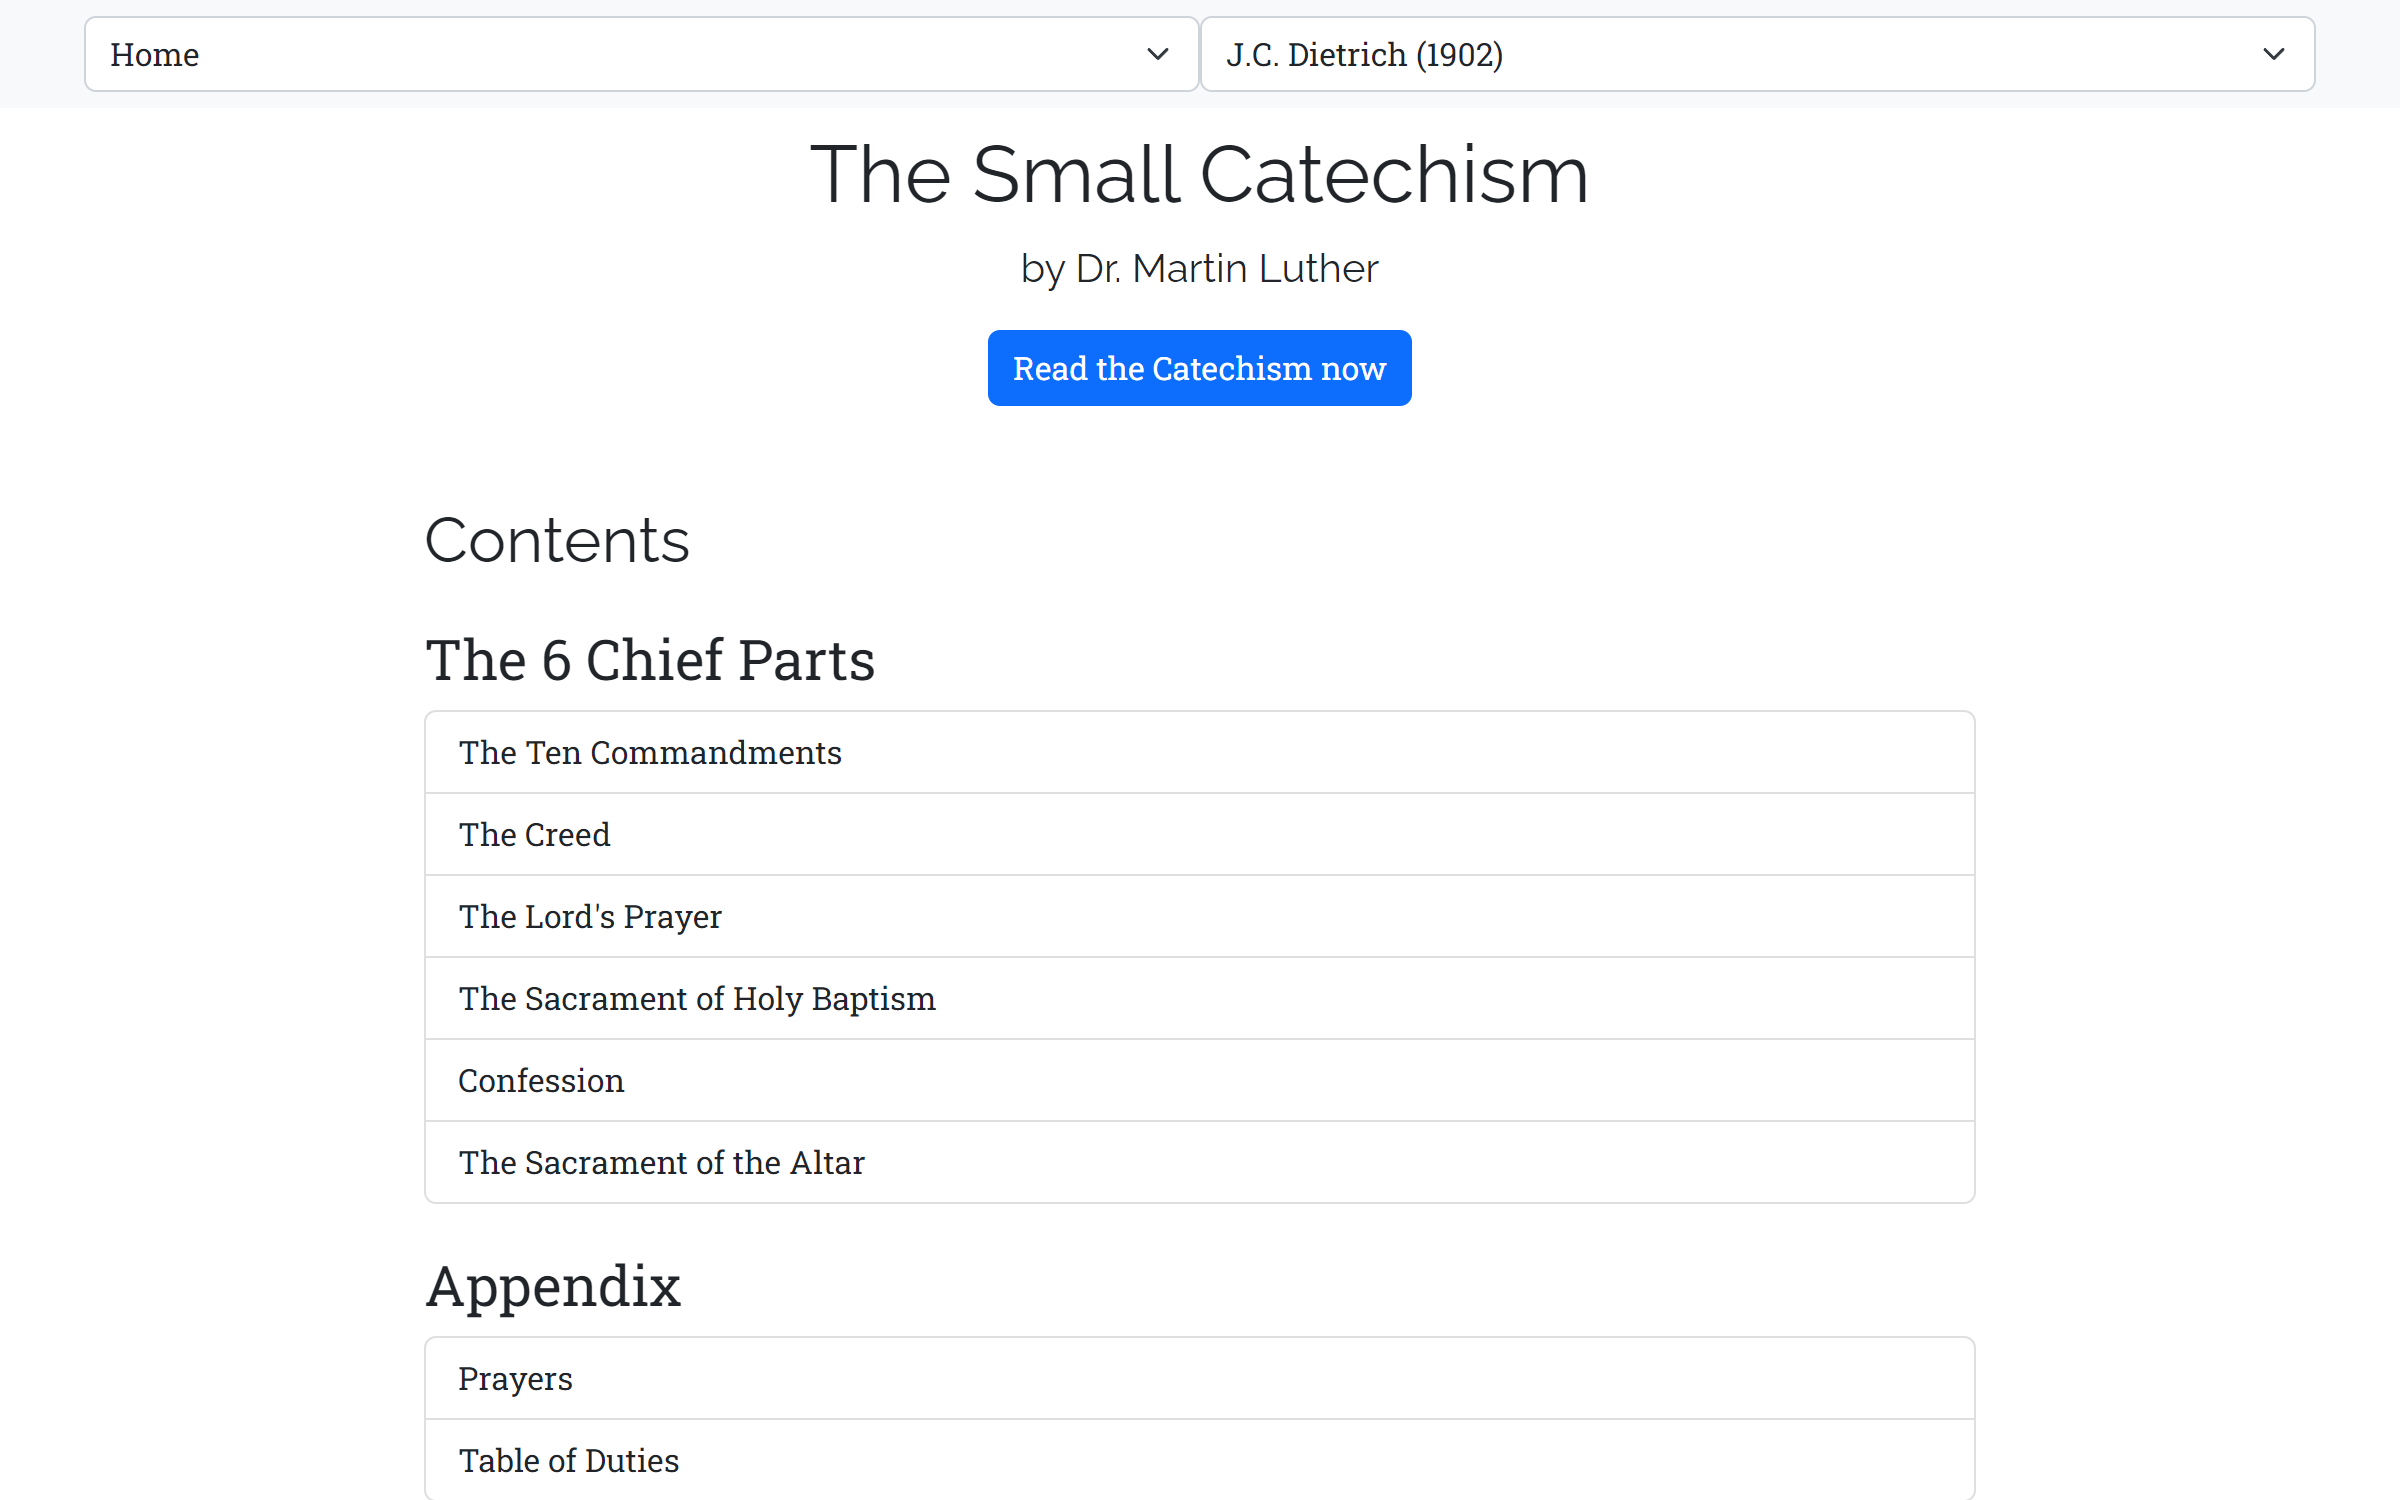 Home
J.C. Dietrich (1902)
The Small Catechism
by Dr. Martin Luther
Read the Catechism now
Contents
The 6 Chief Parts
The Ten Commandments
The Creed
The Lord's Prayer
The Sacrament of Holy Baptism
Confession
The Sacrament of the Altar
Appendix
Prayers
Table of Duties